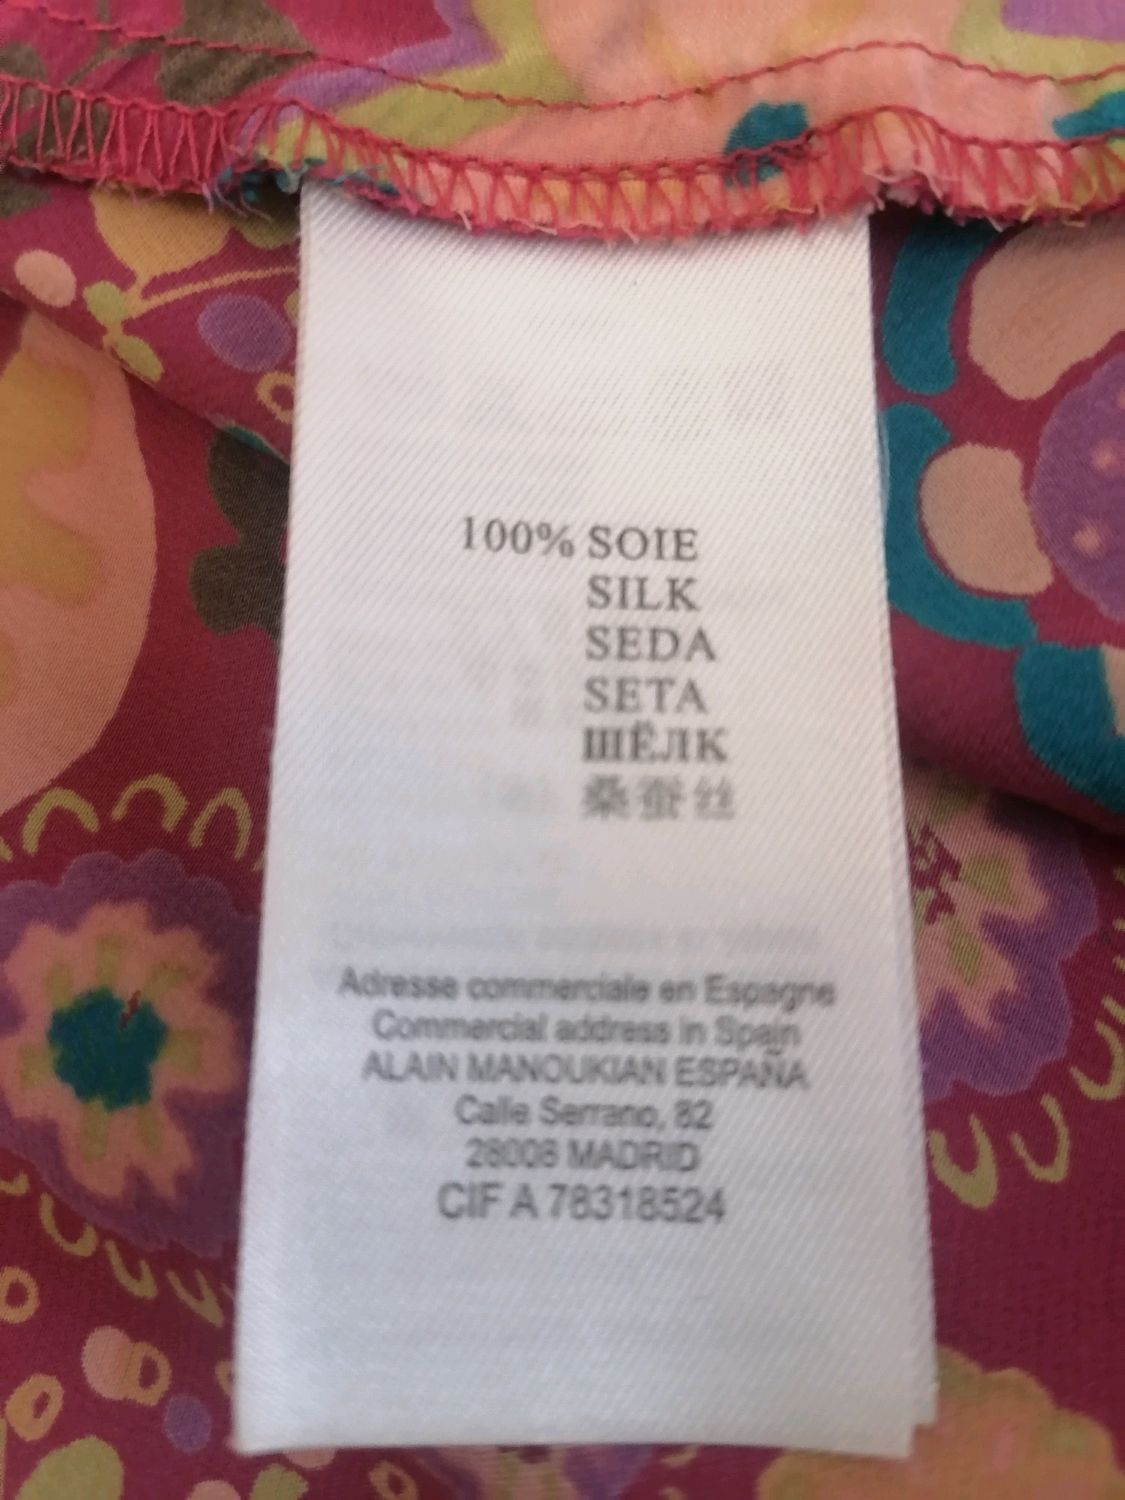 100% SOIE
SILK
SEDA
SETA
ШЁЛК
桑蚕丝
Adresse commerciale en Espagne
Commercial address in Spain
ALAIN MANOUKIAN ESPAÑA
Calle Serrano, 82
28008 MADRID
CIF A 78318524